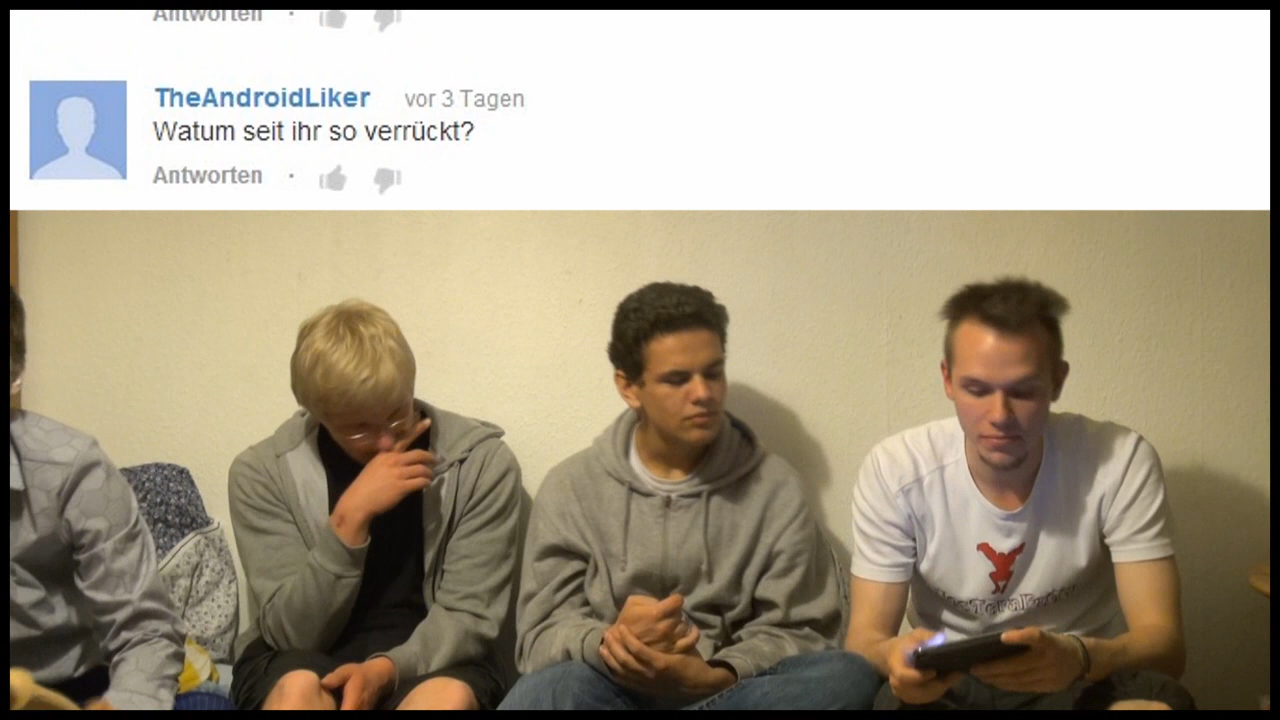 Antworten ·
TheAndroidLiker vor 3 Tagen
Watum seit ihr so verrückt?
Antworten ·